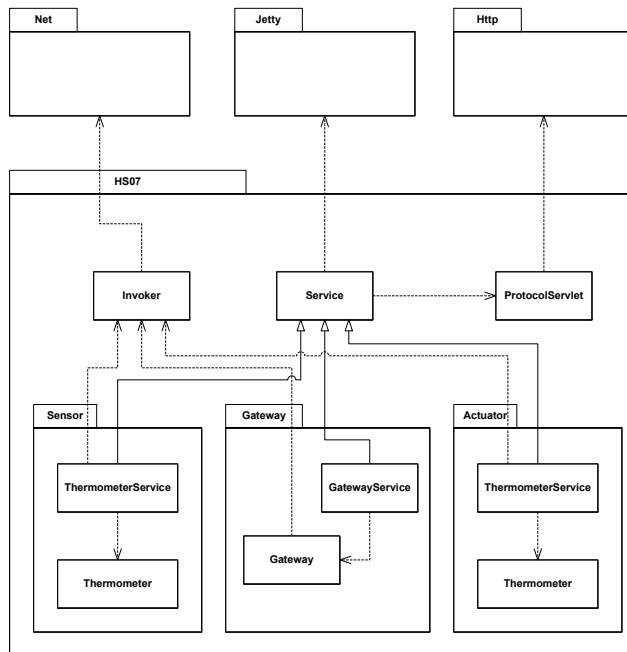 Net
Jetty
Http
HS07
Invoker
Service
ProtocolServlet
Sensor
Gateway
Actuator
ThermometerService
GatewayService
ThermometerService
Gateway
Thermometer
Thermometer